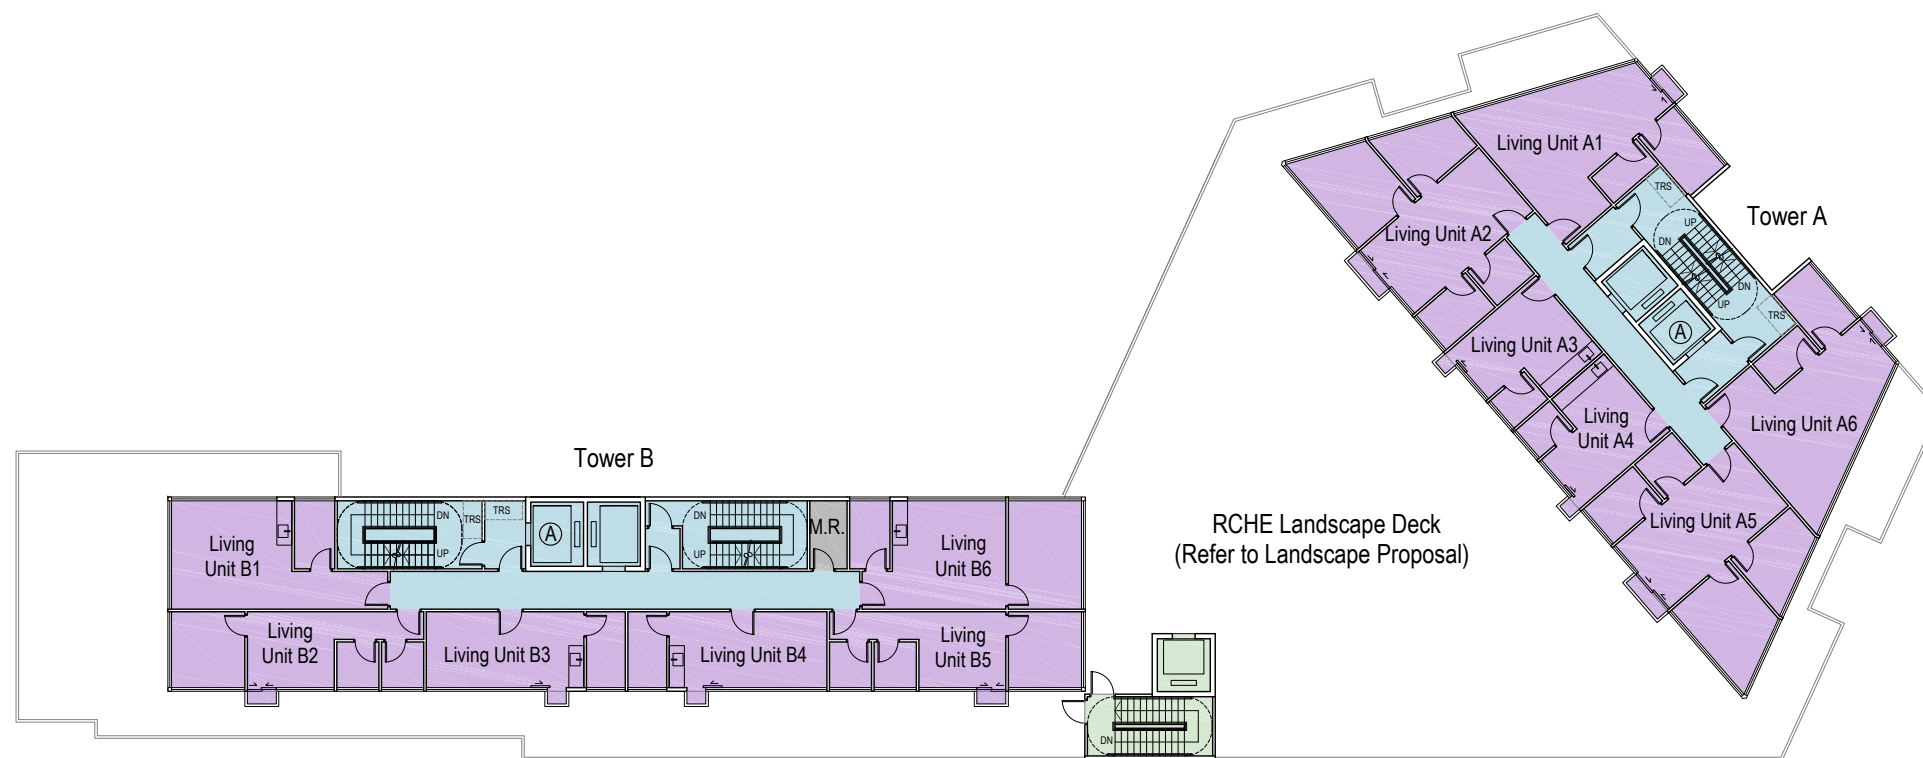 Living Unit A1
TRS
Tower A
UP
DN
Living Unit A2
DN
UP
TRS
A
Living Unit A3
Living
Unit A4
Living Unit A6
Living Unit A5
Tower B
RCHE Landscape Deck
(Refer to Landscape Proposal)
Living
Unit B1
DN
UP
TRS
TRS
A
DN
UP
M.R.
Living
Unit B6
Living
Unit B2
Living Unit B3
Living Unit B4
Living
Unit B5
DN